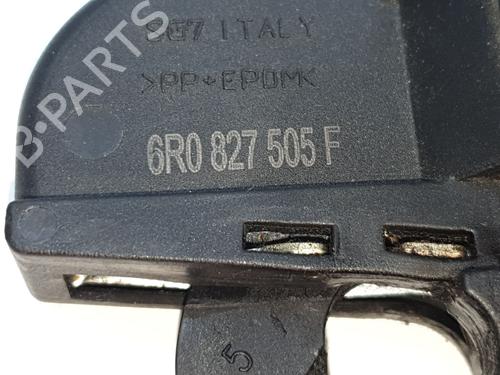 ITALY
>PP+EPDM<
6R0 827 505 F
5
B-PARTS